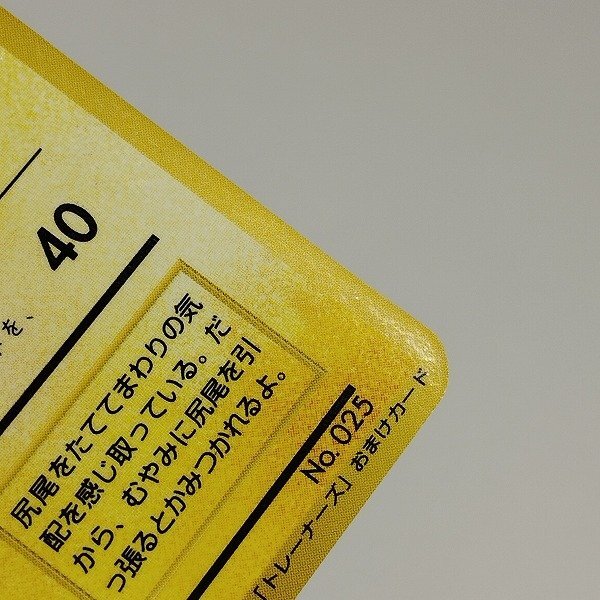 40
を、
尻尾をたててまわりの気
配を感じ取っている。だ
から、むやみに尻尾を引
っ張るとかみつかれるよ。
No. 025
「トレーナーズ」おまけカード